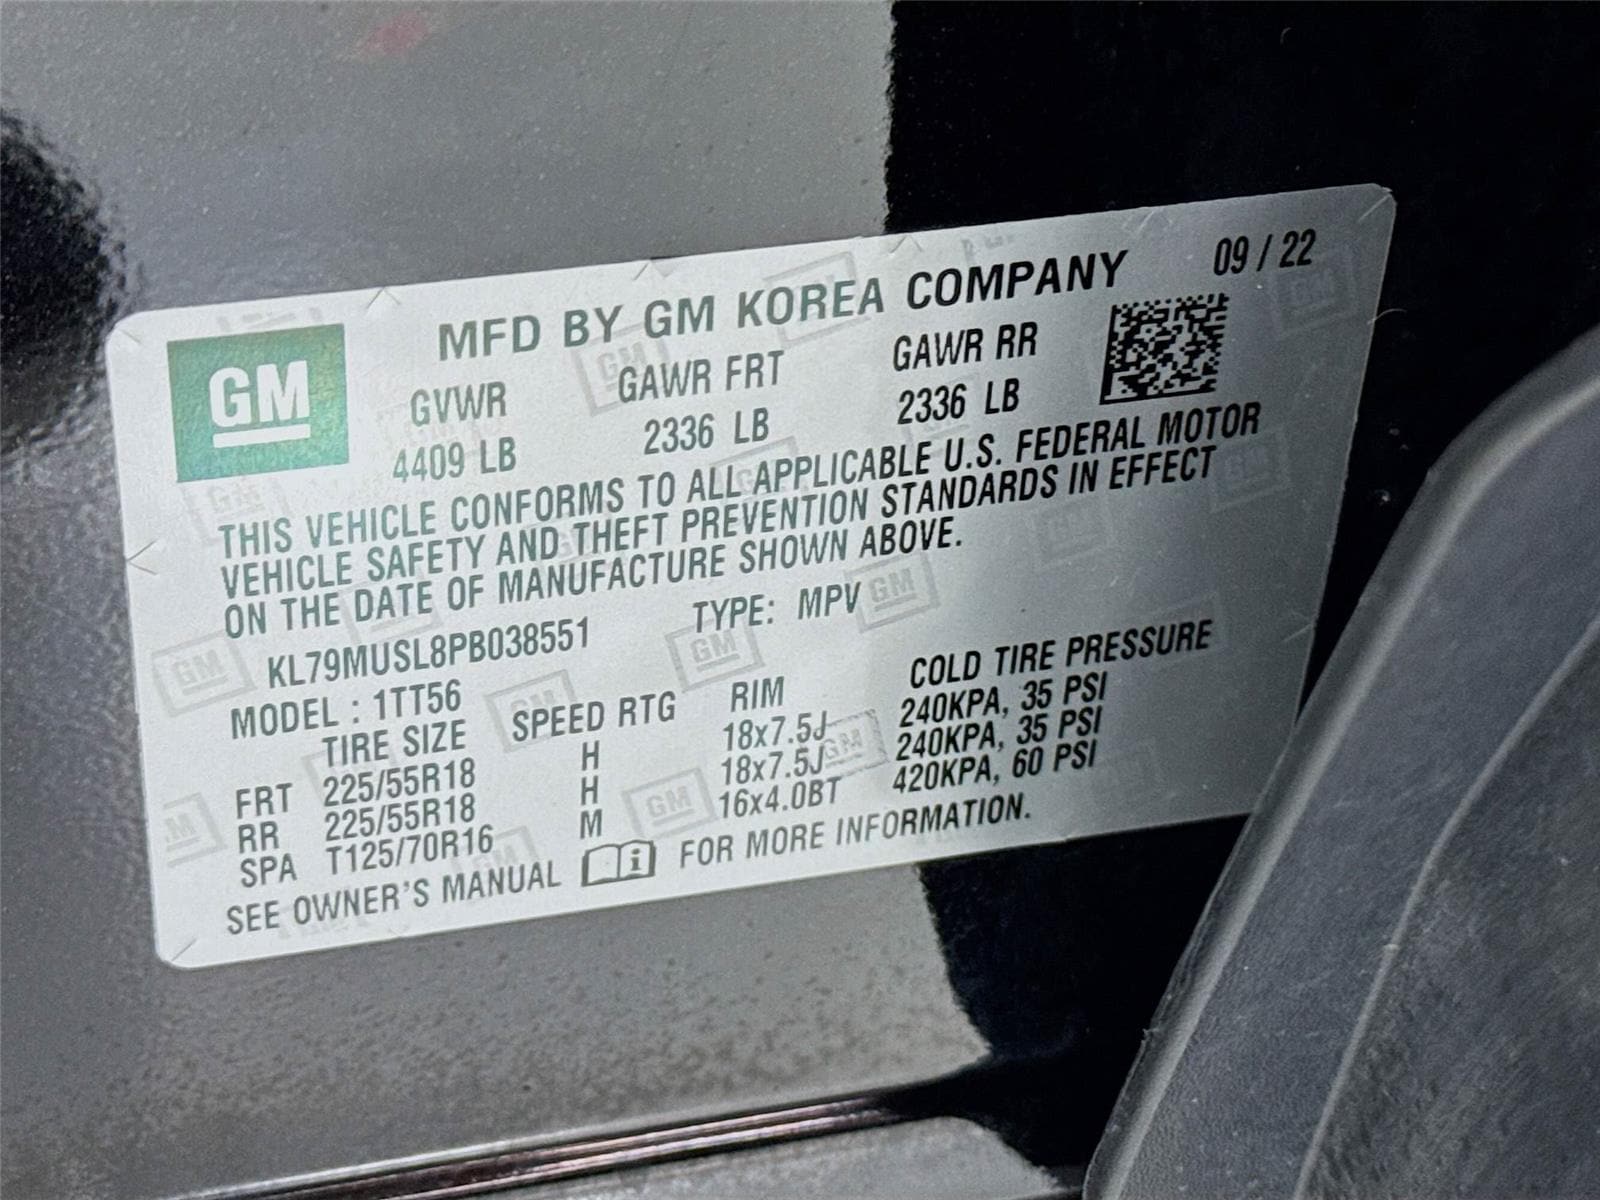 GM
MFD BY GM KOREA COMPANY 09 / 22
GVWR GAWR FRT GAWR RR
4409 LB 2336 LB 2336 LB
THIS VEHICLE CONFORMS TO ALL APPLICABLE U.S. FEDERAL MOTOR
VEHICLE SAFETY AND THEFT PREVENTION STANDARDS IN EFFECT
ON THE DATE OF MANUFACTURE SHOWN ABOVE.
KL79MUSL8PB038551 TYPE: MPV
MODEL : 1TT56
TIRE SIZE SPEED RTG RIM COLD TIRE PRESSURE
FRT 225/55R18 H 18x7.5J 240KPA, 35 PSI
RR 225/55R18 H 18x7.5J 240KPA, 35 PSI
SPA T125/70R16 M 16x4.0BT 420KPA, 60 PSI
SEE OWNER'S MANUAL i FOR MORE INFORMATION.